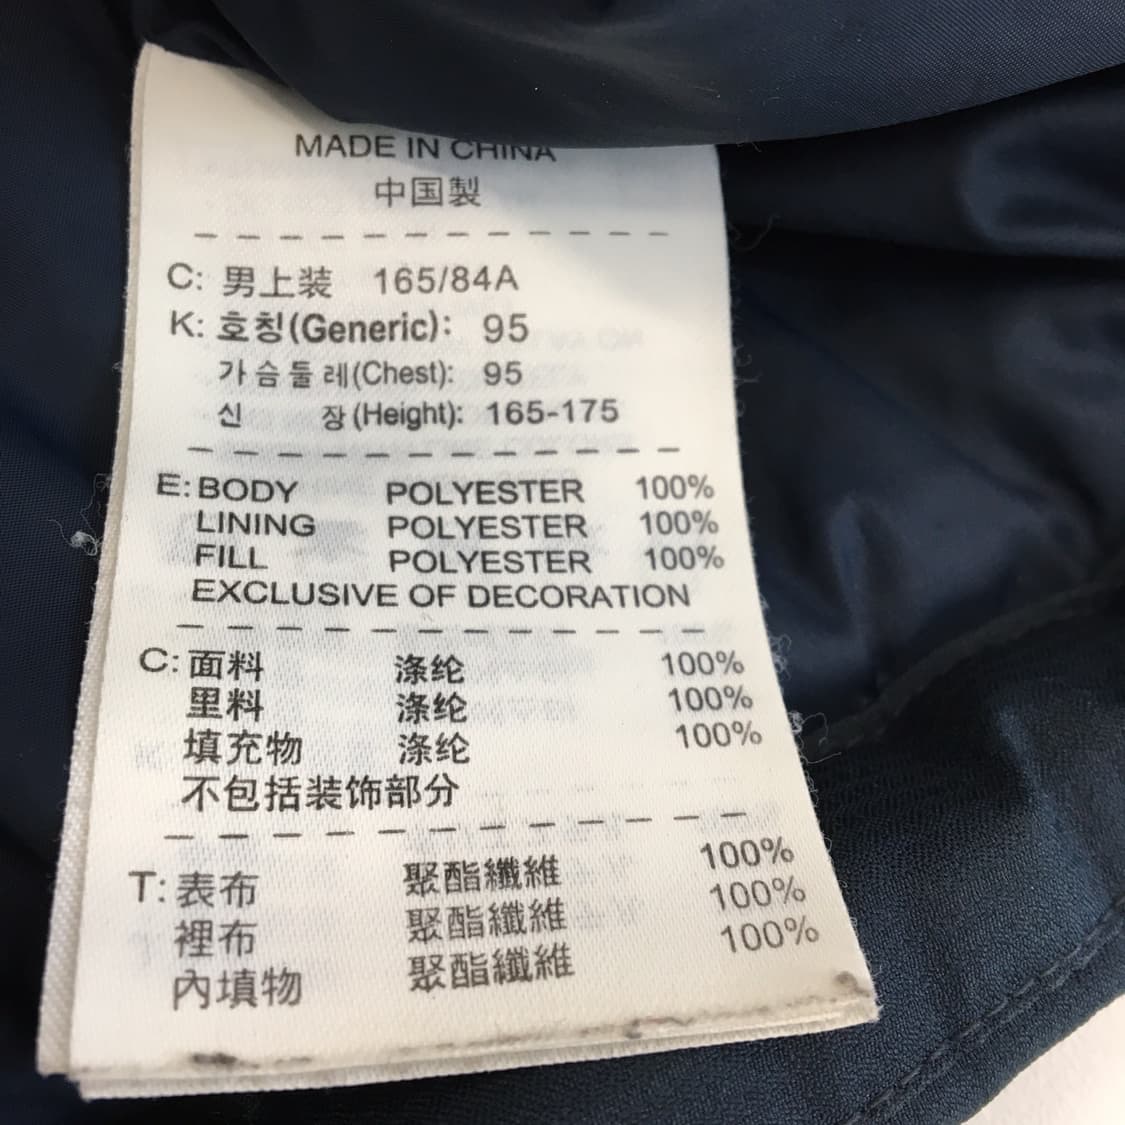 MADE IN CHINA
中国製
C: 男上装 165/84A
K: 호칭(Generic): 95
가슴둘레(Chest): 95
신 장(Height): 165-175
E: BODY POLYESTER 100%
LINING POLYESTER 100%
FILL POLYESTER 100%
EXCLUSIVE OF DECORATION
C: 面料 涤纶 100%
里料 涤纶 100%
填充物 涤纶 100%
不包括装饰部分
T: 表布 聚酯纖維 100%
裡布 聚酯纖維 100%
內填物 聚酯纖維 100%